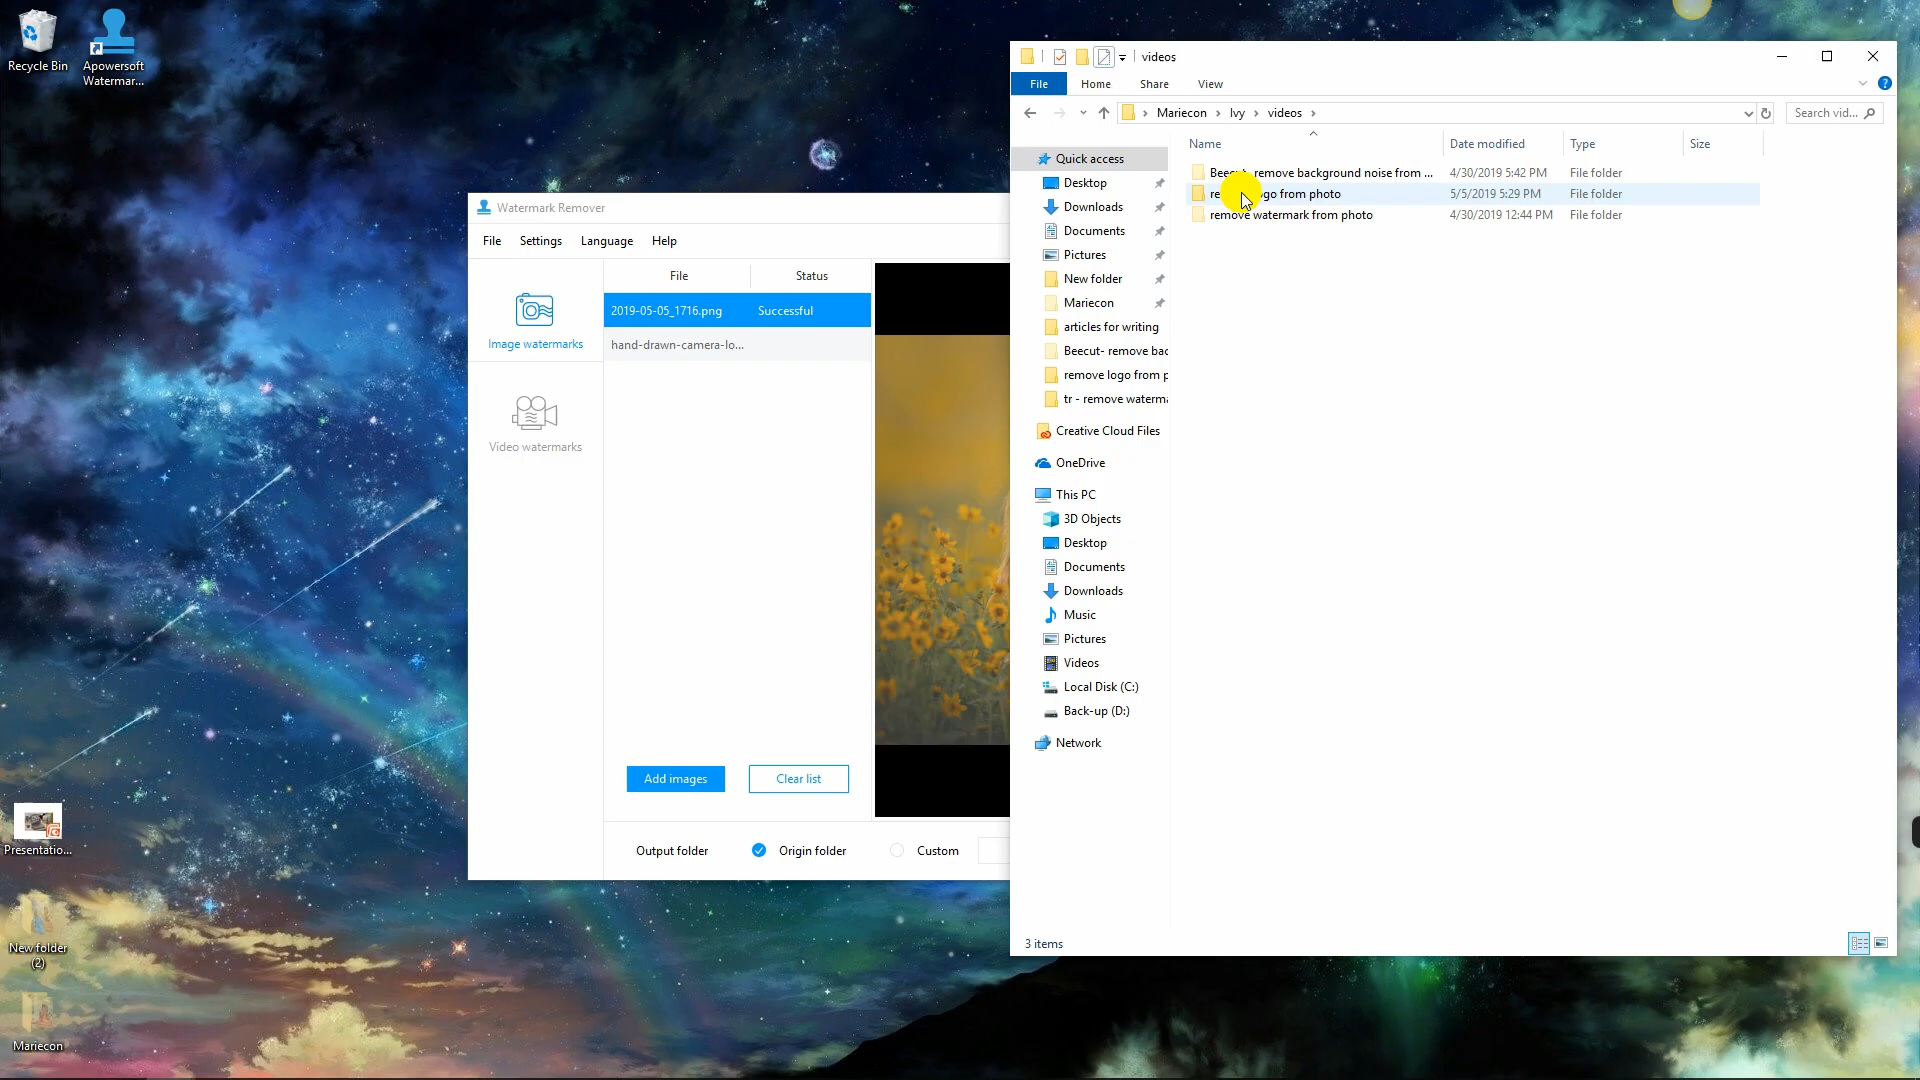 Recycle Bin
Apowersoft
Watermar...
Presentatio...
New folder
(2)
Mariecon
Watermark Remover
File Settings Language Help
Image watermarks
Video watermarks
File Status
2019-05-05_1716.png Successful
hand-drawn-camera-lo...
Add images Clear list
Output folder Origin folder Custom
videos
File Home Share View
Mariecon Ivy videos
Search vid...
Quick access
Desktop
Downloads
Documents
Pictures
New folder
Mariecon
articles for writing
Beecut- remove bac
remove logo from p
tr - remove waterma
Creative Cloud Files
OneDrive
This PC
3D Objects
Desktop
Documents
Downloads
Music
Pictures
Videos
Local Disk (C:)
Back-up (D:)
Network
Name Date modified Type Size
remove background noise from ... 4/30/2019 5:42 PM File folder
from photo 5/5/2019 5:29 PM File folder
remove watermark from photo 4/30/2019 12:44 PM File folder
3 items